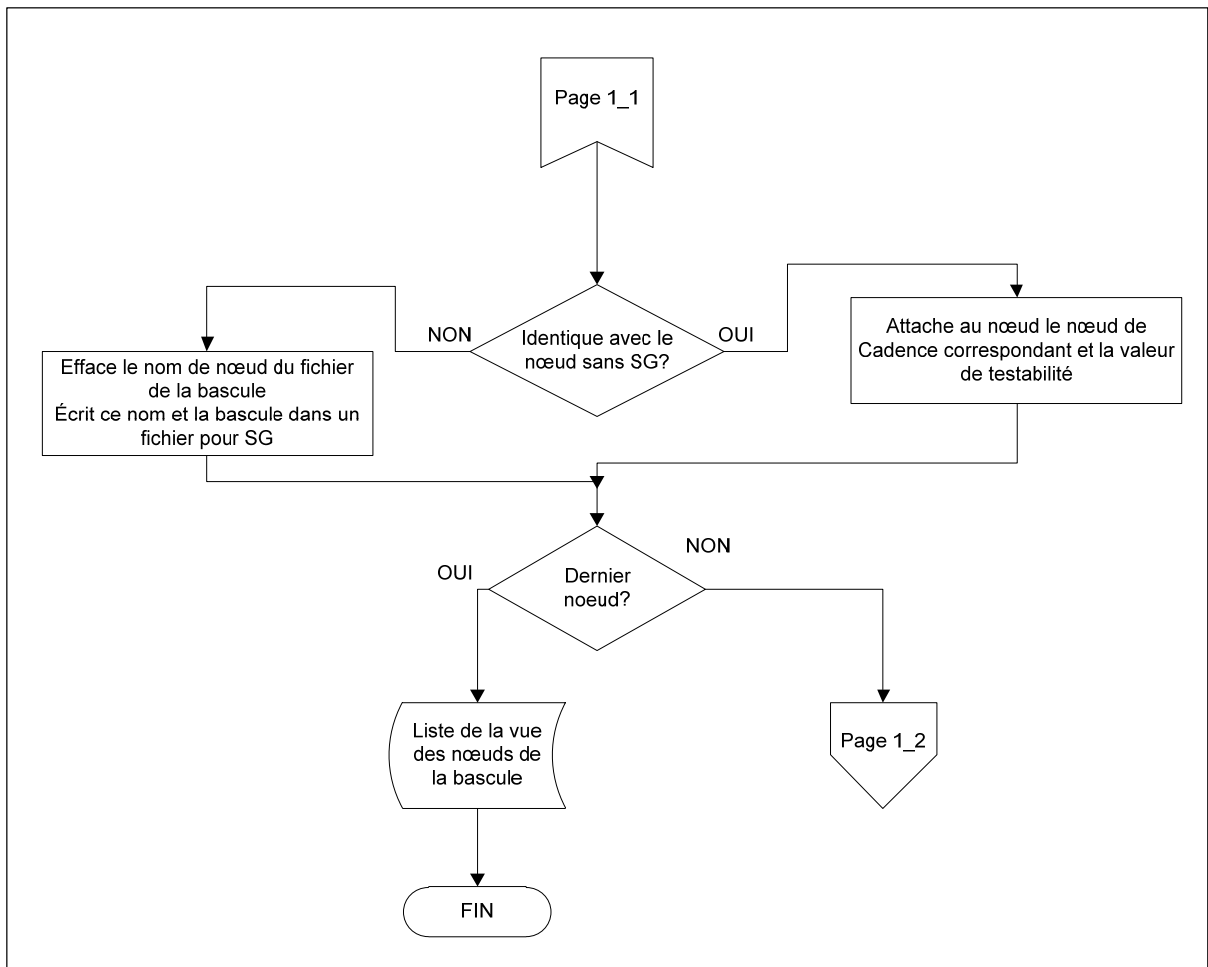 Page 1_1
NON
Identique avec le
nœud sans SG?
OUI
Attache au nœud le nœud de
Cadence correspondant et la valeur
de testabilité
Efface le nom de nœud du fichier
de la bascule
Écrit ce nom et la bascule dans un
fichier pour SG
OUI
Dernier
noeud?
NON
Liste de la vue
des nœuds de
la bascule
Page 1_2
FIN